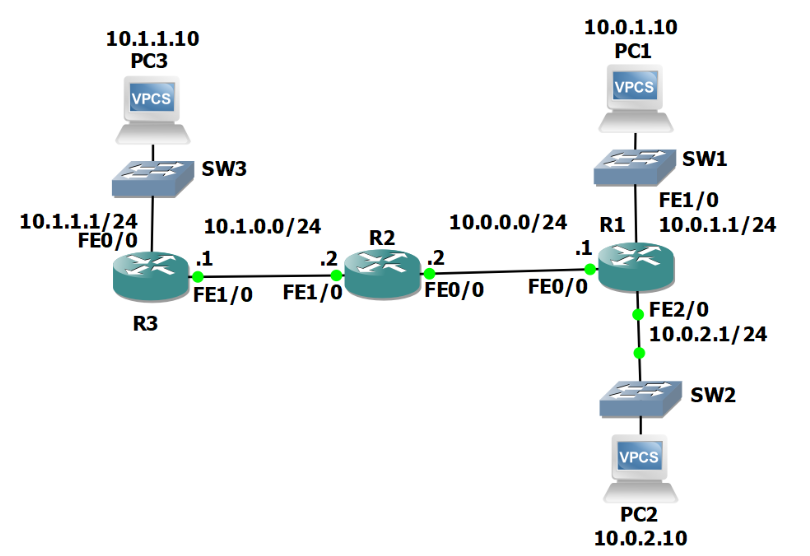 10.1.1.10
PC3
VPCS
SW3
10.1.1.1/24
FE0/0
10.1.0.0/24
.1
FE1/0
R3
.2
FE1/0
R2
.2
FE0/0
10.0.0.0/24
.1
FE0/0
10.0.1.10
PC1
VPCS
SW1
FE1/0
10.0.1.1/24
R1
FE2/0
10.0.2.1/24
SW2
VPCS
PC2
10.0.2.10